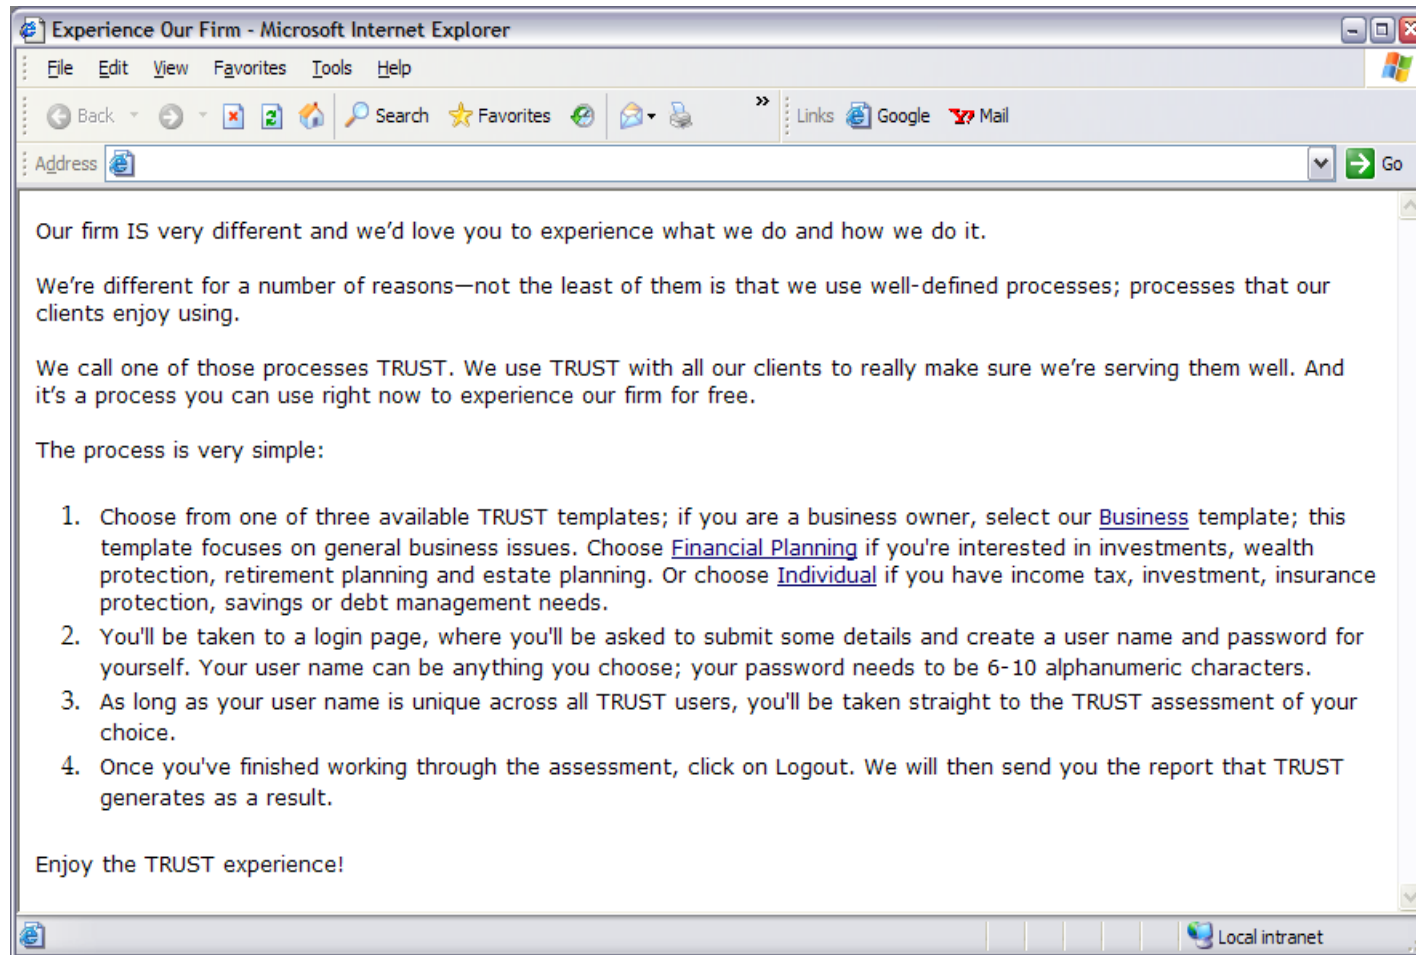 Experience Our Firm - Microsoft Internet Explorer
File Edit View Favorites Tools Help
Back Search Favorites » Links Google Mail
Address Go
Our firm IS very different and we’d love you to experience what we do and how we do it.
We’re different for a number of reasons—not the least of them is that we use well-defined processes; processes that our
clients enjoy using.
We call one of those processes TRUST. We use TRUST with all our clients to really make sure we’re serving them well. And
it’s a process you can use right now to experience our firm for free.
The process is very simple:
1. Choose from one of three available TRUST templates; if you are a business owner, select our Business template; this
template focuses on general business issues. Choose Financial Planning if you're interested in investments, wealth
protection, retirement planning and estate planning. Or choose Individual if you have income tax, investment, insurance
protection, savings or debt management needs.
2. You'll be taken to a login page, where you'll be asked to submit some details and create a user name and password for
yourself. Your user name can be anything you choose; your password needs to be 6-10 alphanumeric characters.
3. As long as your user name is unique across all TRUST users, you'll be taken straight to the TRUST assessment of your
choice.
4. Once you've finished working through the assessment, click on Logout. We will then send you the report that TRUST
generates as a result.
Enjoy the TRUST experience!
Local intranet